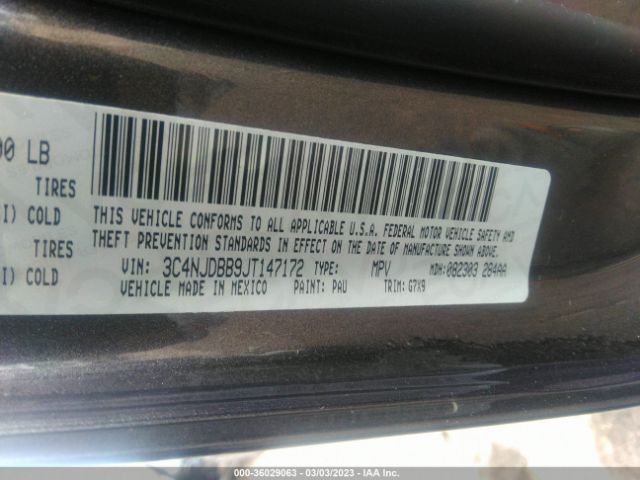 00 LB
TIRES
I) COLD
TIRES
I) COLD
THIS VEHICLE CONFORMS TO ALL APPLICABLE U.S.A. FEDERAL MOTOR VEHICLE SAFETY AND
THEFT PREVENTION STANDARDS IN EFFECT ON THE DATE OF MANUFACTURE SHOWN ABOVE.
VIN: 3C4NJDBB9JT147172 TYPE: MPV MDH:082303 284AA
VEHICLE MADE IN MEXICO PAINT: PAU TRIM: G7X9
000-36029063 - 03/03/2023 - IAA Inc.